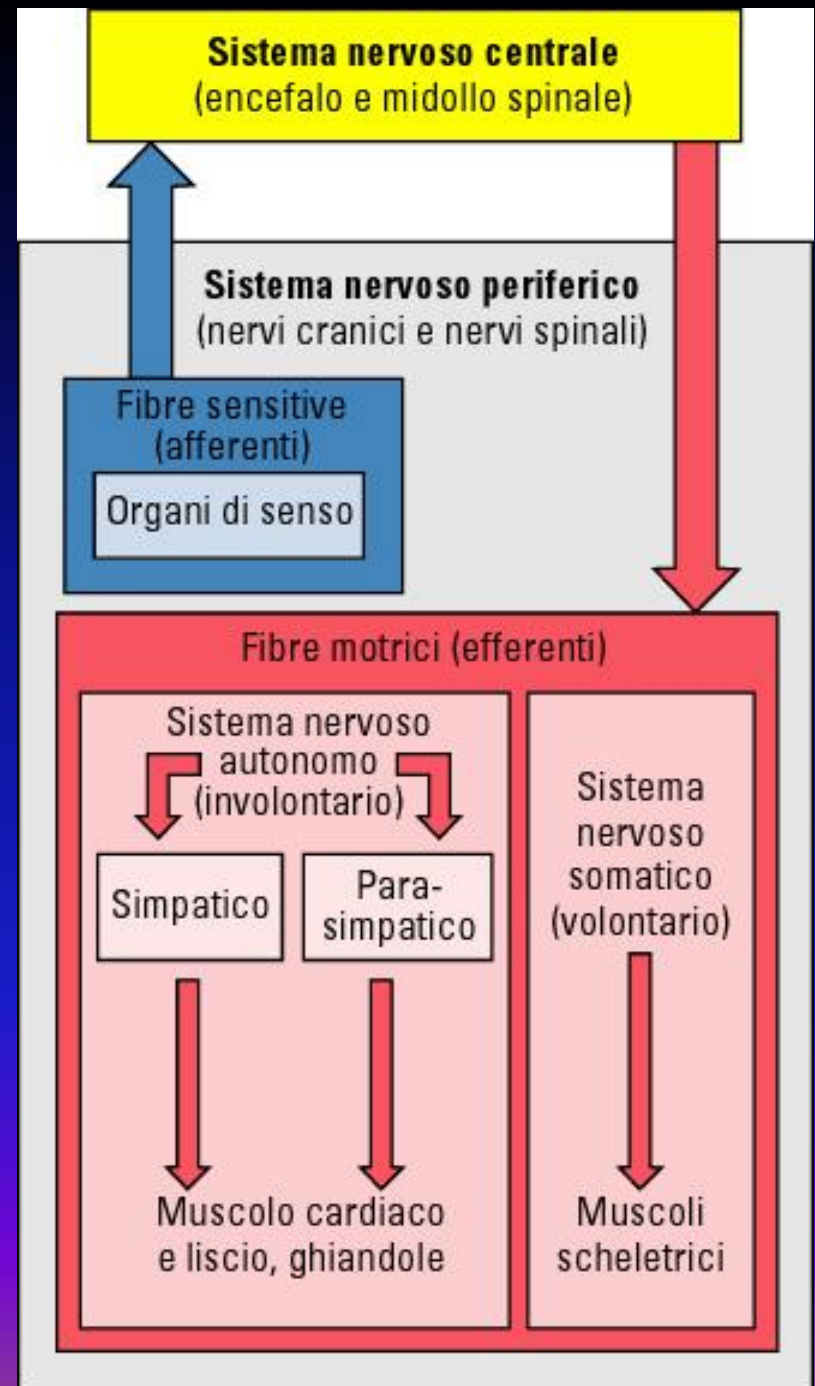 Sistema nervoso centrale
(encefalo e midollo spinale)
Sistema nervoso periferico
(nervi cranici e nervi spinali)
Fibre sensitive
(afferenti)
Organi di senso
Fibre motrici (efferenti)
Sistema nervoso
autonomo
(involontario)
Simpatico
Para-
simpatico
Muscolo cardiaco
e liscio, ghiandole
Sistema
nervoso
somatico
(volontario)
Muscoli
scheletrici